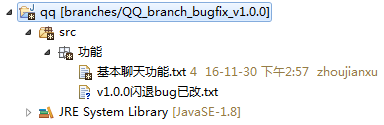 qq [branches/QQ_branch_bugfix_v1.0.0]
src
功能
基本聊天功能.txt 4 16-11-30 下午2:57 zhoujianxu
v1.0.0闪退bug已改.txt
JRE System Library [JavaSE-1.8]